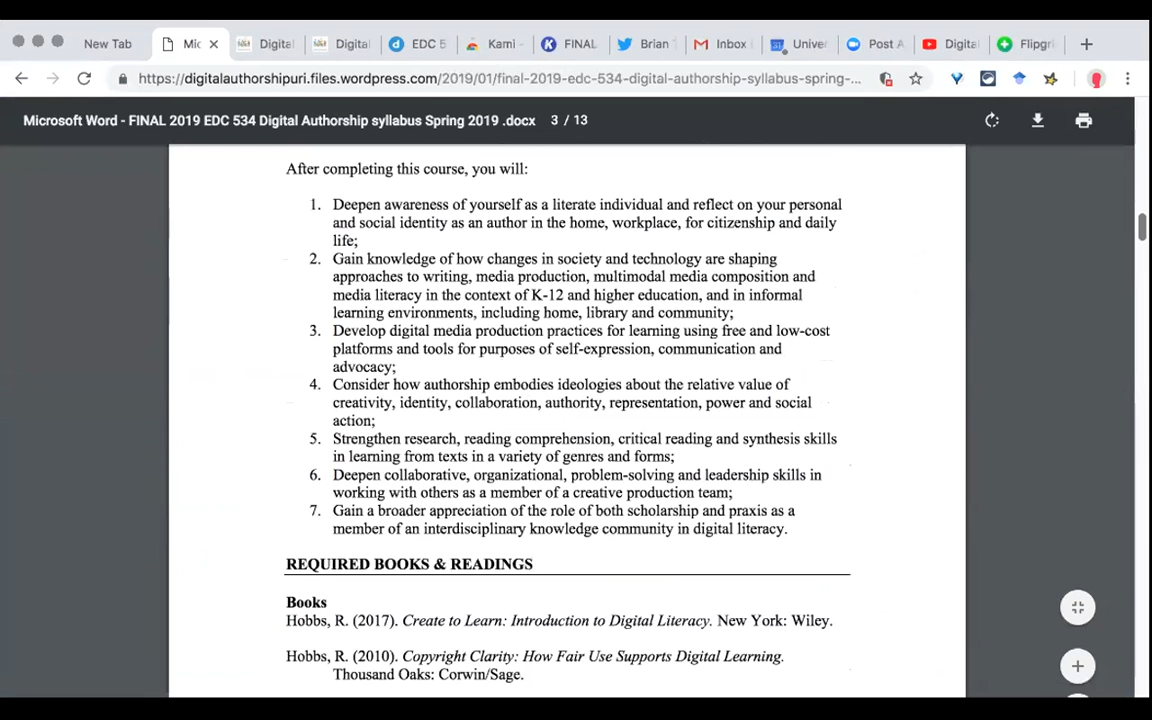 New Tab
Mic
Digital
Digital
EDC 5
Kami -
FINAL
Brian
Inbox
Univer
Post A
Digita
Flipgri
https://digitalauthorshipuri.files.wordpress.com/2019/01/final-2019-edc-534-digital-authorship-syllabus-spring-...
Microsoft Word - FINAL 2019 EDC 534 Digital Authorship syllabus Spring 2019 .docx 3 / 13
After completing this course, you will:
1. Deepen awareness of yourself as a literate individual and reflect on your personal
and social identity as an author in the home, workplace, for citizenship and daily
life;
2. Gain knowledge of how changes in society and technology are shaping
approaches to writing, media production, multimodal media composition and
media literacy in the context of K-12 and higher education, and in informal
learning environments, including home, library and community;
3. Develop digital media production practices for learning using free and low-cost
platforms and tools for purposes of self-expression, communication and
advocacy;
4. Consider how authorship embodies ideologies about the relative value of
creativity, identity, collaboration, authority, representation, power and social
action;
5. Strengthen research, reading comprehension, critical reading and synthesis skills
in learning from texts in a variety of genres and forms;
6. Deepen collaborative, organizational, problem-solving and leadership skills in
working with others as a member of a creative production team;
7. Gain a broader appreciation of the role of both scholarship and praxis as a
member of an interdisciplinary knowledge community in digital literacy.
REQUIRED BOOKS & READINGS
Books
Hobbs, R. (2017). Create to Learn: Introduction to Digital Literacy. New York: Wiley.
Hobbs, R. (2010). Copyright Clarity: How Fair Use Supports Digital Learning.
Thousand Oaks: Corwin/Sage.